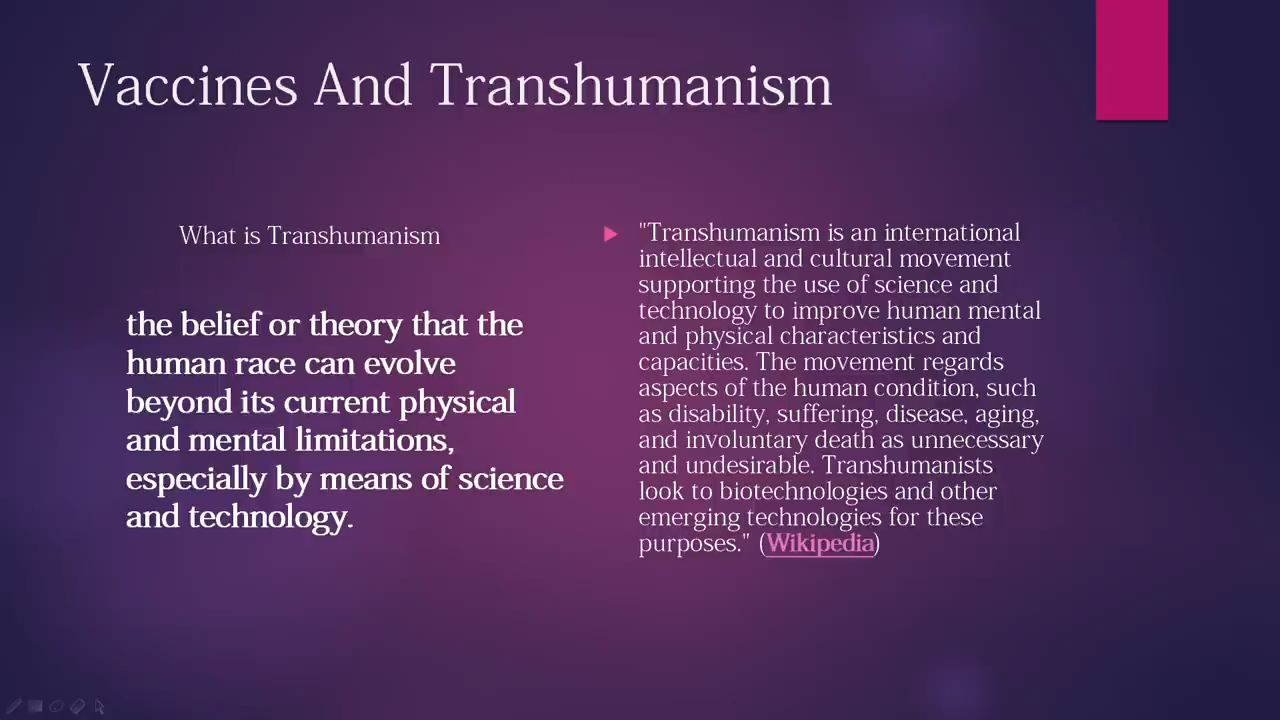 Vaccines And Transhumanism
What is Transhumanism
the belief or theory that the
human race can evolve
beyond its current physical
and mental limitations,
especially by means of science
and technology.
"Transhumanism is an international
intellectual and cultural movement
supporting the use of science and
technology to improve human mental
and physical characteristics and
capacities. The movement regards
aspects of the human condition, such
as disability, suffering, disease, aging,
and involuntary death as unnecessary
and undesirable. Transhumanists
look to biotechnologies and other
emerging technologies for these
purposes." (Wikipedia)